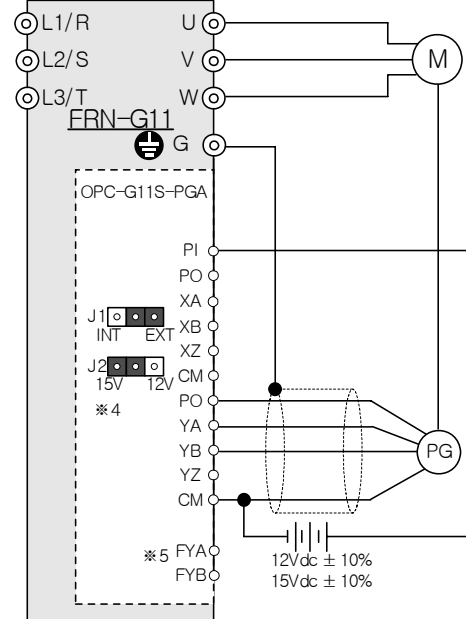 L1/R
U
L2/S
V
M
L3/T
W
FRN-G11
G
OPC-G11S-PGA
PI
PO
XA
J1
XB
INT
EXT
XZ
J2
CM
15V
12V
PO
※4
YA
YB
PG
YZ
CM
※5
FYA
12Vdc ± 10%
FYB
15Vdc ± 10%